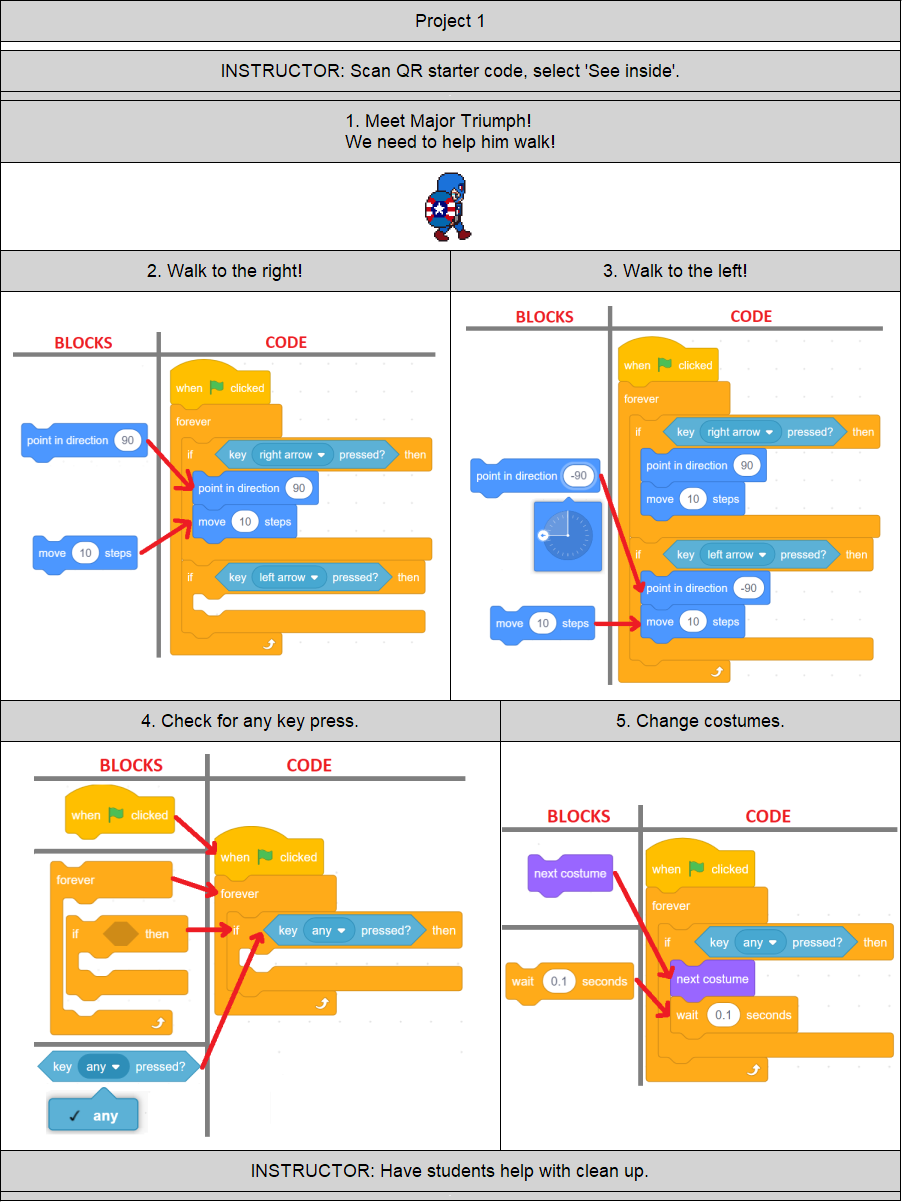 Project 1
INSTRUCTOR: Scan QR starter code, select 'See inside'.
1. Meet Major Triumph!
We need to help him walk!
2. Walk to the right!
BLOCKS
CODE
when clicked
forever
point in direction 90
if key right arrow pressed? then
point in direction 90
move 10 steps
move 10 steps
if key left arrow pressed? then
3. Walk to the left!
BLOCKS
CODE
when clicked
forever
if key right arrow pressed? then
point in direction 90
point in direction -90
move 10 steps
if key left arrow pressed? then
point in direction -90
move 10 steps
move 10 steps
4. Check for any key press.
BLOCKS
CODE
when clicked
when clicked
forever
forever
if then
if key any pressed? then
key any pressed?
✓ any
5. Change costumes.
BLOCKS
CODE
when clicked
next costume
forever
if key any pressed? then
next costume
wait 0.1 seconds
wait 0.1 seconds
INSTRUCTOR: Have students help with clean up.